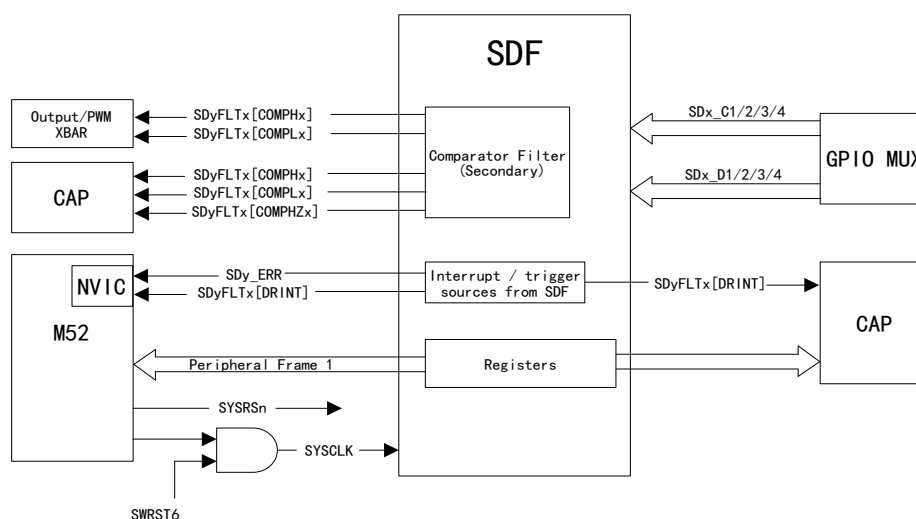 SDF
Output/PWM
XBAR
SDyFLTx[COMPHx]
SDyFLTx[COMPLx]
CAP
SDyFLTx[COMPHx]
SDyFLTx[COMPLx]
SDyFLTx[COMPHZx]
Comparator Filter
(Secondary)
SDx_C1/2/3/4
SDx_D1/2/3/4
GPIO MUX
NVIC
M52
SDy_ERR
SDyFLTx[DRINT]
Interrupt / trigger
sources from SDF
SDyFLTx[DRINT]
CAP
Peripheral Frame 1
Registers
SYSRSn
SYSCLK
SWRST6